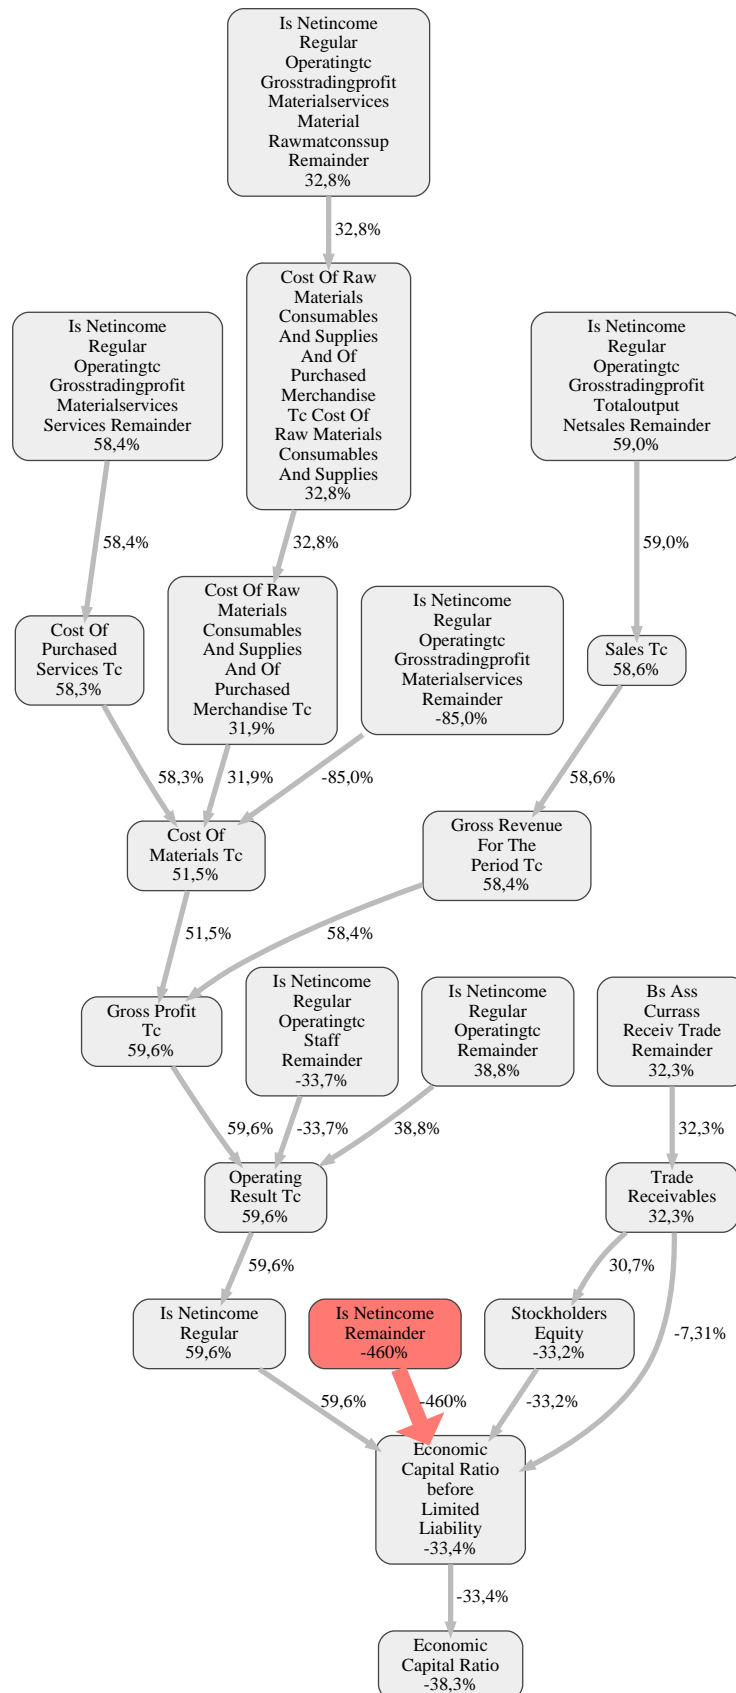 Is Netincome
Regular
Operatingtc
Grosstradingprofit
Materialservices
Material
Rawmatconssup
Remainder
32,8%
32,8%
Cost Of Raw
Materials
Consumables
And Supplies
And Of
Purchased
Merchandise
Tc Cost Of
Raw Materials
Consumables
And Supplies
32,8%
Is Netincome
Regular
Operatingtc
Grosstradingprofit
Materialservices
Services Remainder
58,4%
Is Netincome
Regular
Operatingtc
Grosstradingprofit
Totaloutput
Netsales Remainder
59,0%
58,4%
32,8%
59,0%
Cost Of
Purchased
Services Tc
58,3%
Cost Of Raw
Materials
Consumables
And Supplies
And Of
Purchased
Merchandise Tc
31,9%
Is Netincome
Regular
Operatingtc
Grosstradingprofit
Materialservices
Remainder
-85,0%
Sales Tc
58,6%
58,3%
31,9%
-85,0%
58,6%
Cost Of
Materials Tc
51,5%
Gross Revenue
For The
Period Tc
58,4%
51,5%
58,4%
Gross Profit
Tc
59,6%
Is Netincome
Regular
Operatingtc
Staff
Remainder
-33,7%
Is Netincome
Regular
Operatingtc
Remainder
38,8%
Bs Ass
Currass
Receiv Trade
Remainder
32,3%
59,6%
-33,7%
38,8%
32,3%
Operating
Result Tc
59,6%
Trade
Receivables
32,3%
59,6%
30,7%
-7,31%
Is Netincome
Regular
59,6%
Is Netincome
Remainder
-460%
Stockholders
Equity
-33,2%
59,6%
-460%
-33,2%
Economic
Capital Ratio
before
Limited
Liability
-33,4%
-33,4%
Economic
Capital Ratio
-38,3%